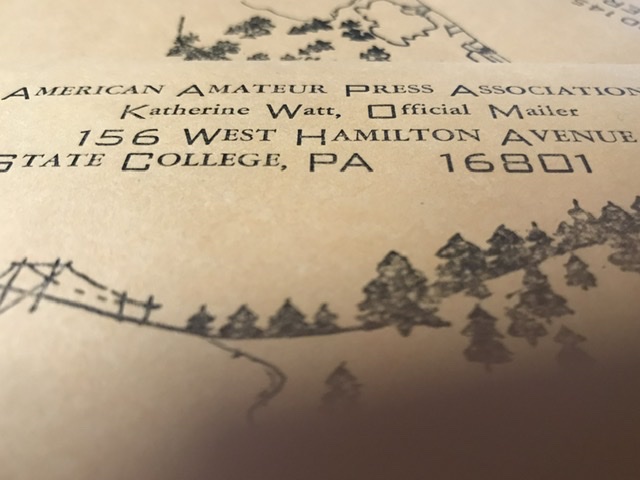 American Amateur Press Association
Katherine Watt, Official Mailer
156 West Hamilton Avenue
State College, PA 16801